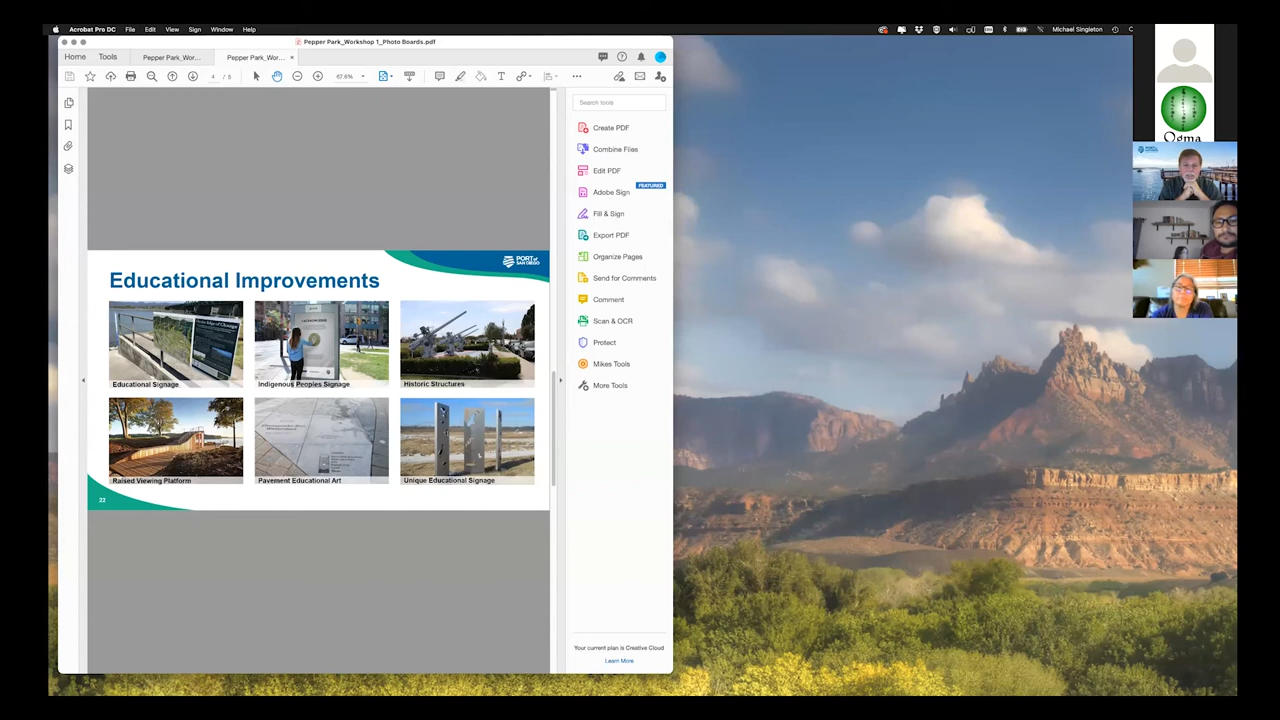 Acrobat Pro DC File Edit View Sign Window Help Michael Singleton
Pepper Park_Workshop 1_Photo Boards.pdf
Home Tools Pepper Park_Wor... Pepper Park_Wor... ×
4 / 5 67.6%
Search tools
Create PDF
Combine Files
Edit PDF
FEATURED
Adobe Sign
Fill & Sign
Export PDF
Organize Pages
Send for Comments
Comment
Scan & OCR
Protect
Mikes Tools
More Tools
Your current plan is Creative Cloud
Learn More
PORT of
SAN DIEGO
Educational Improvements
Educational Signage
Indigenous Peoples Signage
Historic Structures
Raised Viewing Platform
Pavement Educational Art
Unique Educational Signage
22
Ogma